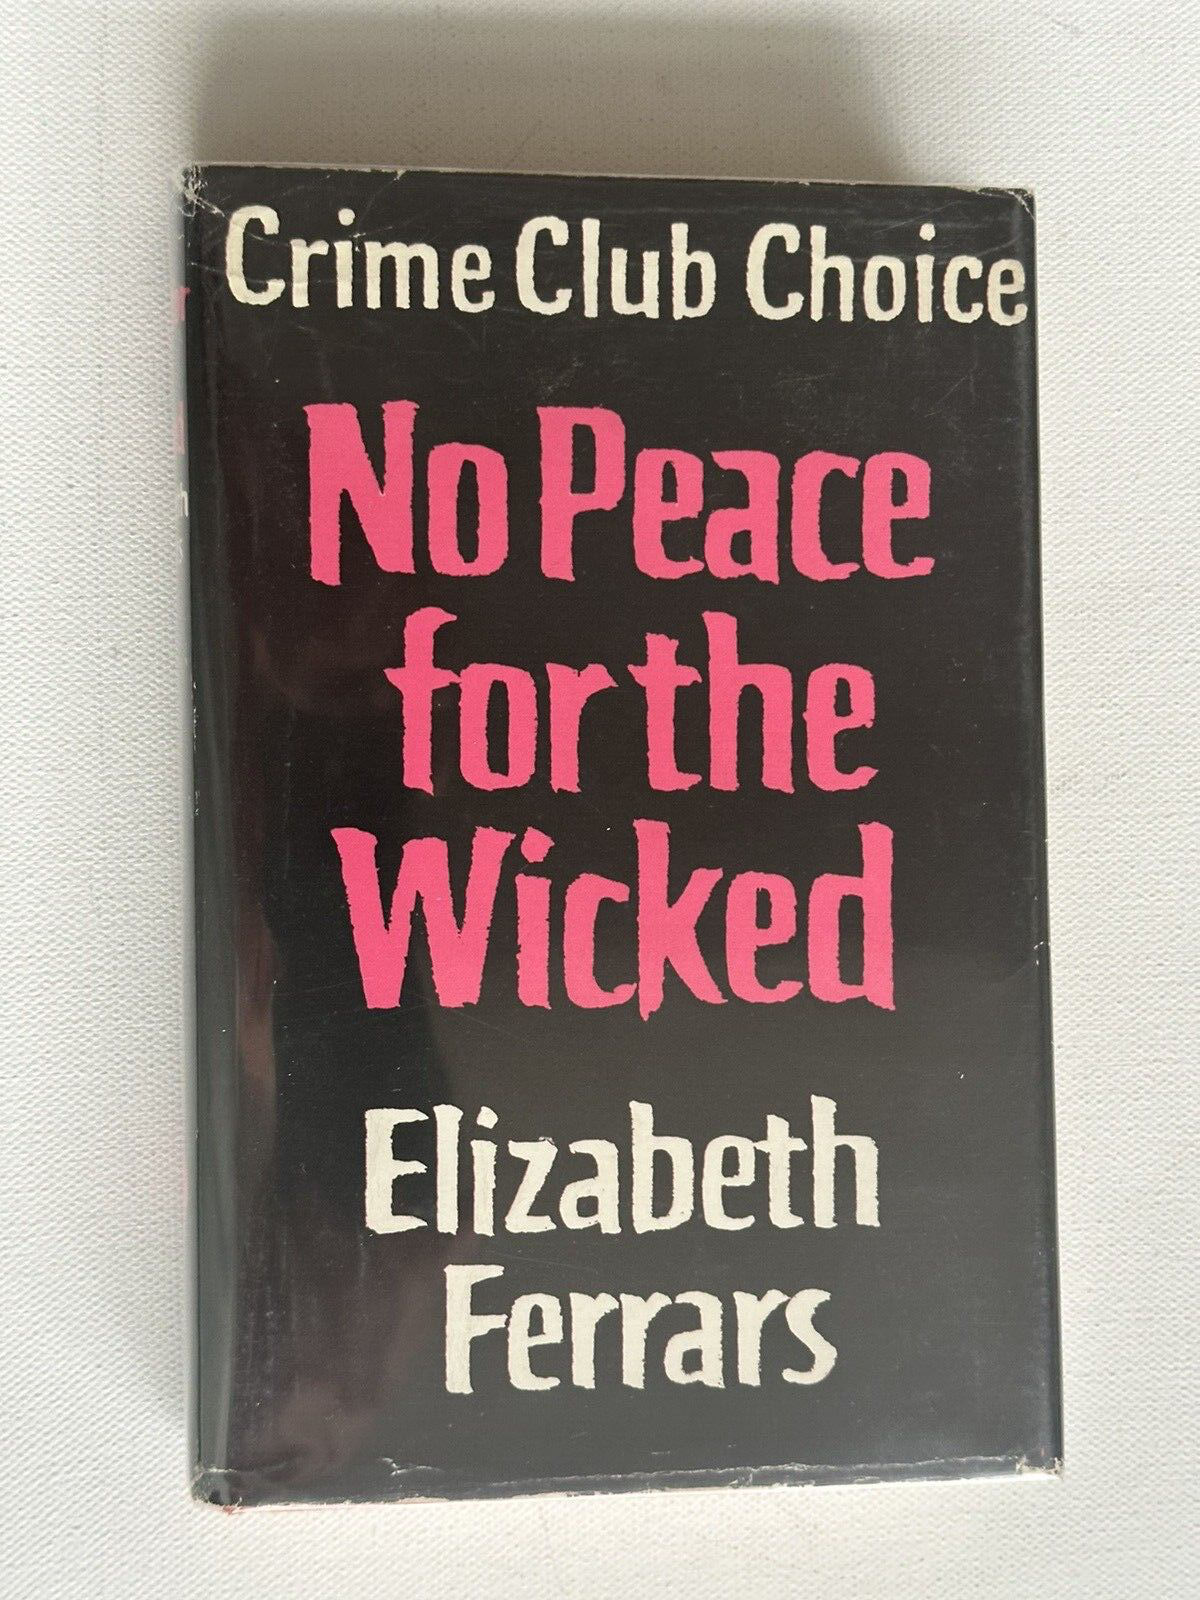 Crime Club Choice
No Peace
for the
Wicked
Elizabeth
Ferrars